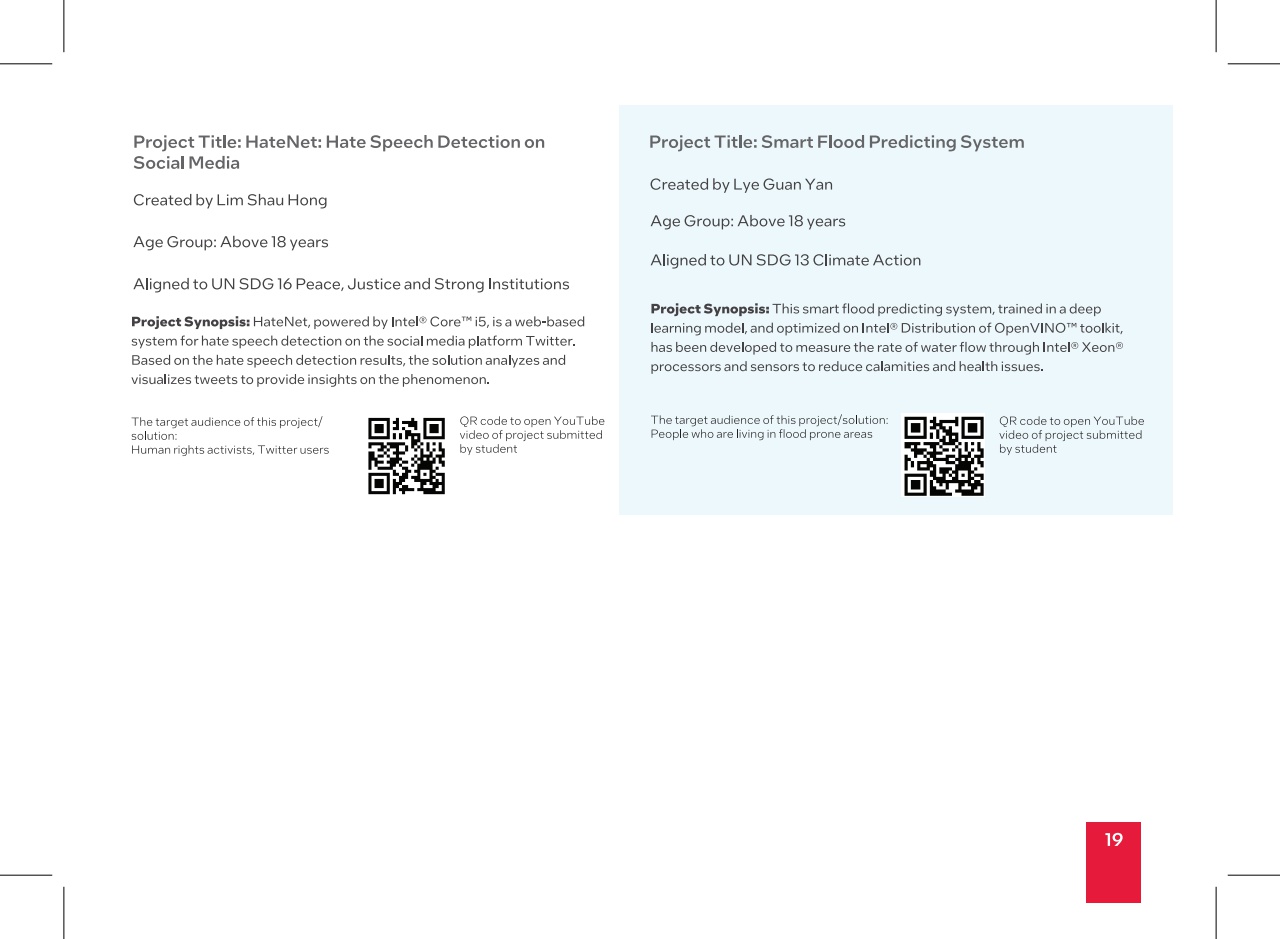 Project Title: HateNet: Hate Speech Detection on
Social Media
Created by Lim Shau Hong
Age Group: Above 18 years
Aligned to UN SDG 16 Peace, Justice and Strong Institutions
Project Synopsis: HateNet, powered by Intel® Core™ i5, is a web-based
system for hate speech detection on the social media platform Twitter.
Based on the hate speech detection results, the solution analyzes and
visualizes tweets to provide insights on the phenomenon.
The target audience of this project/
solution:
Human rights activists, Twitter users
QR code to open YouTube
video of project submitted
by student
Project Title: Smart Flood Predicting System
Created by Lye Guan Yan
Age Group: Above 18 years
Aligned to UN SDG 13 Climate Action
Project Synopsis: This smart flood predicting system, trained in a deep
learning model, and optimized on Intel® Distribution of OpenVINO™ toolkit,
has been developed to measure the rate of water flow through Intel® Xeon®
processors and sensors to reduce calamities and health issues.
The target audience of this project/solution:
People who are living in flood prone areas
QR code to open YouTube
video of project submitted
by student
19